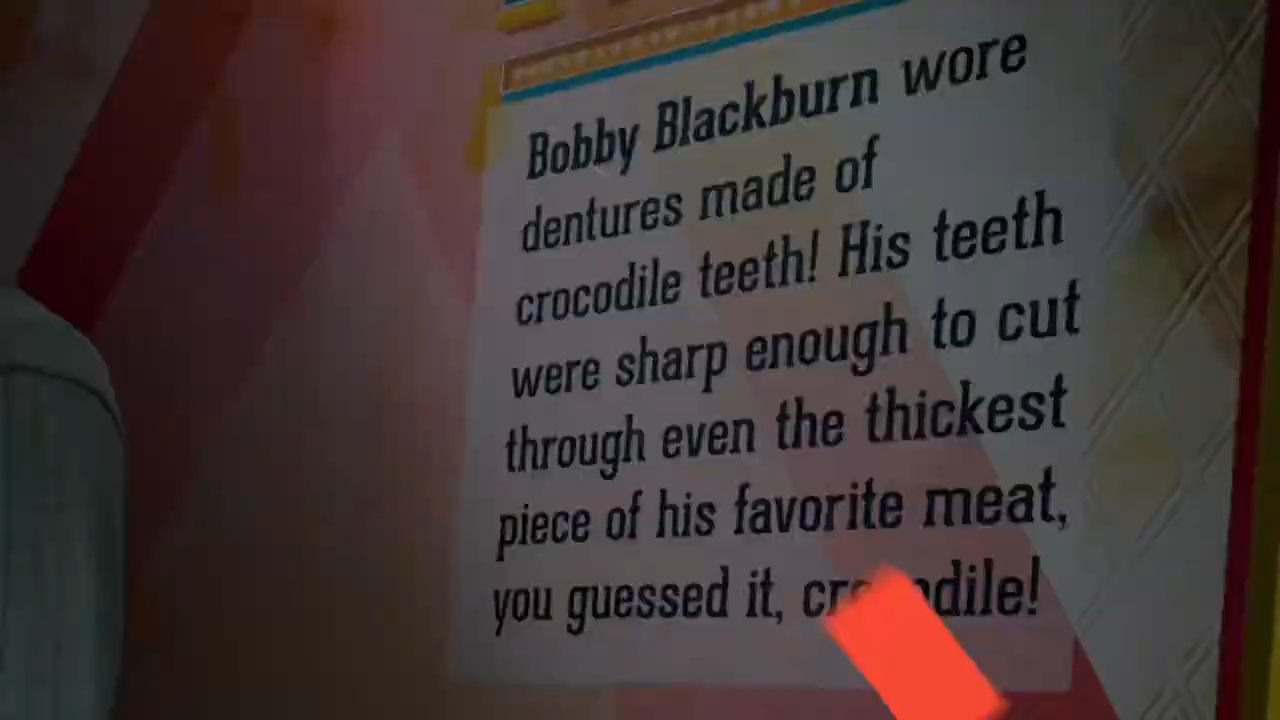 Bobby Blackburn wore
dentures made of
crocodile teeth! His teeth
were sharp enough to cut
through even the thickest
piece of his favorite meat,
you guessed it, crocodile!